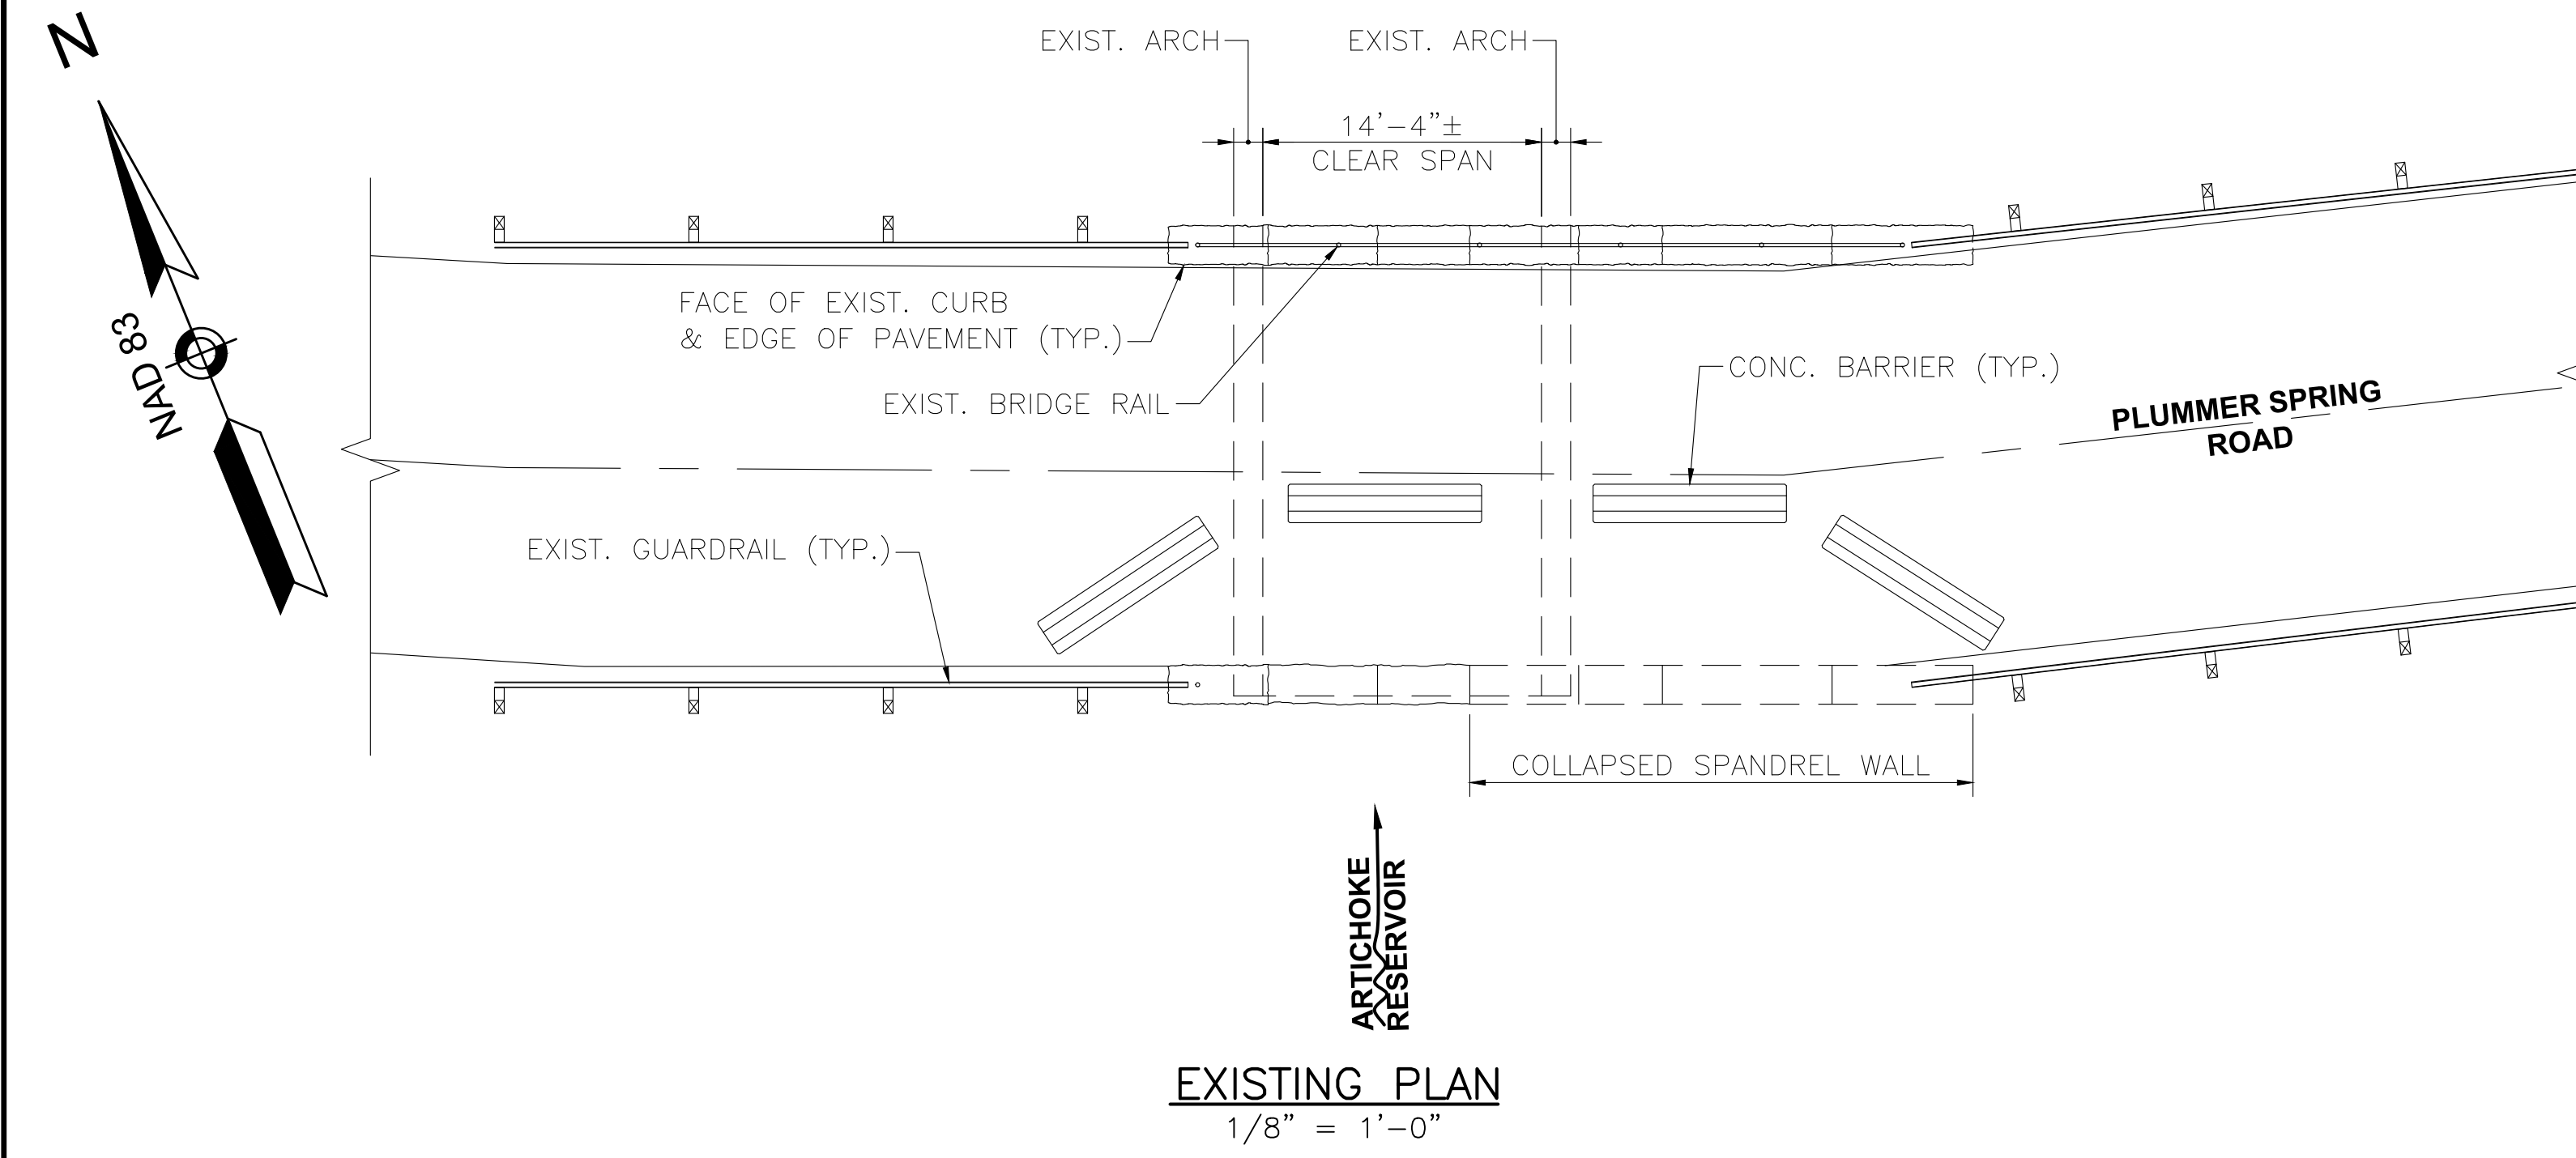 N
NAD 83
EXIST. ARCH
EXIST. ARCH
14'-4"±
CLEAR SPAN
FACE OF EXIST. CURB
& EDGE OF PAVEMENT (TYP.)
EXIST. BRIDGE RAIL
CONC. BARRIER (TYP.)
PLUMMER SPRING
ROAD
EXIST. GUARDRAIL (TYP.)
COLLAPSED SPANDREL WALL
ARTICHOKE
RESERVOIR
EXISTING PLAN
1/8" = 1'-0"